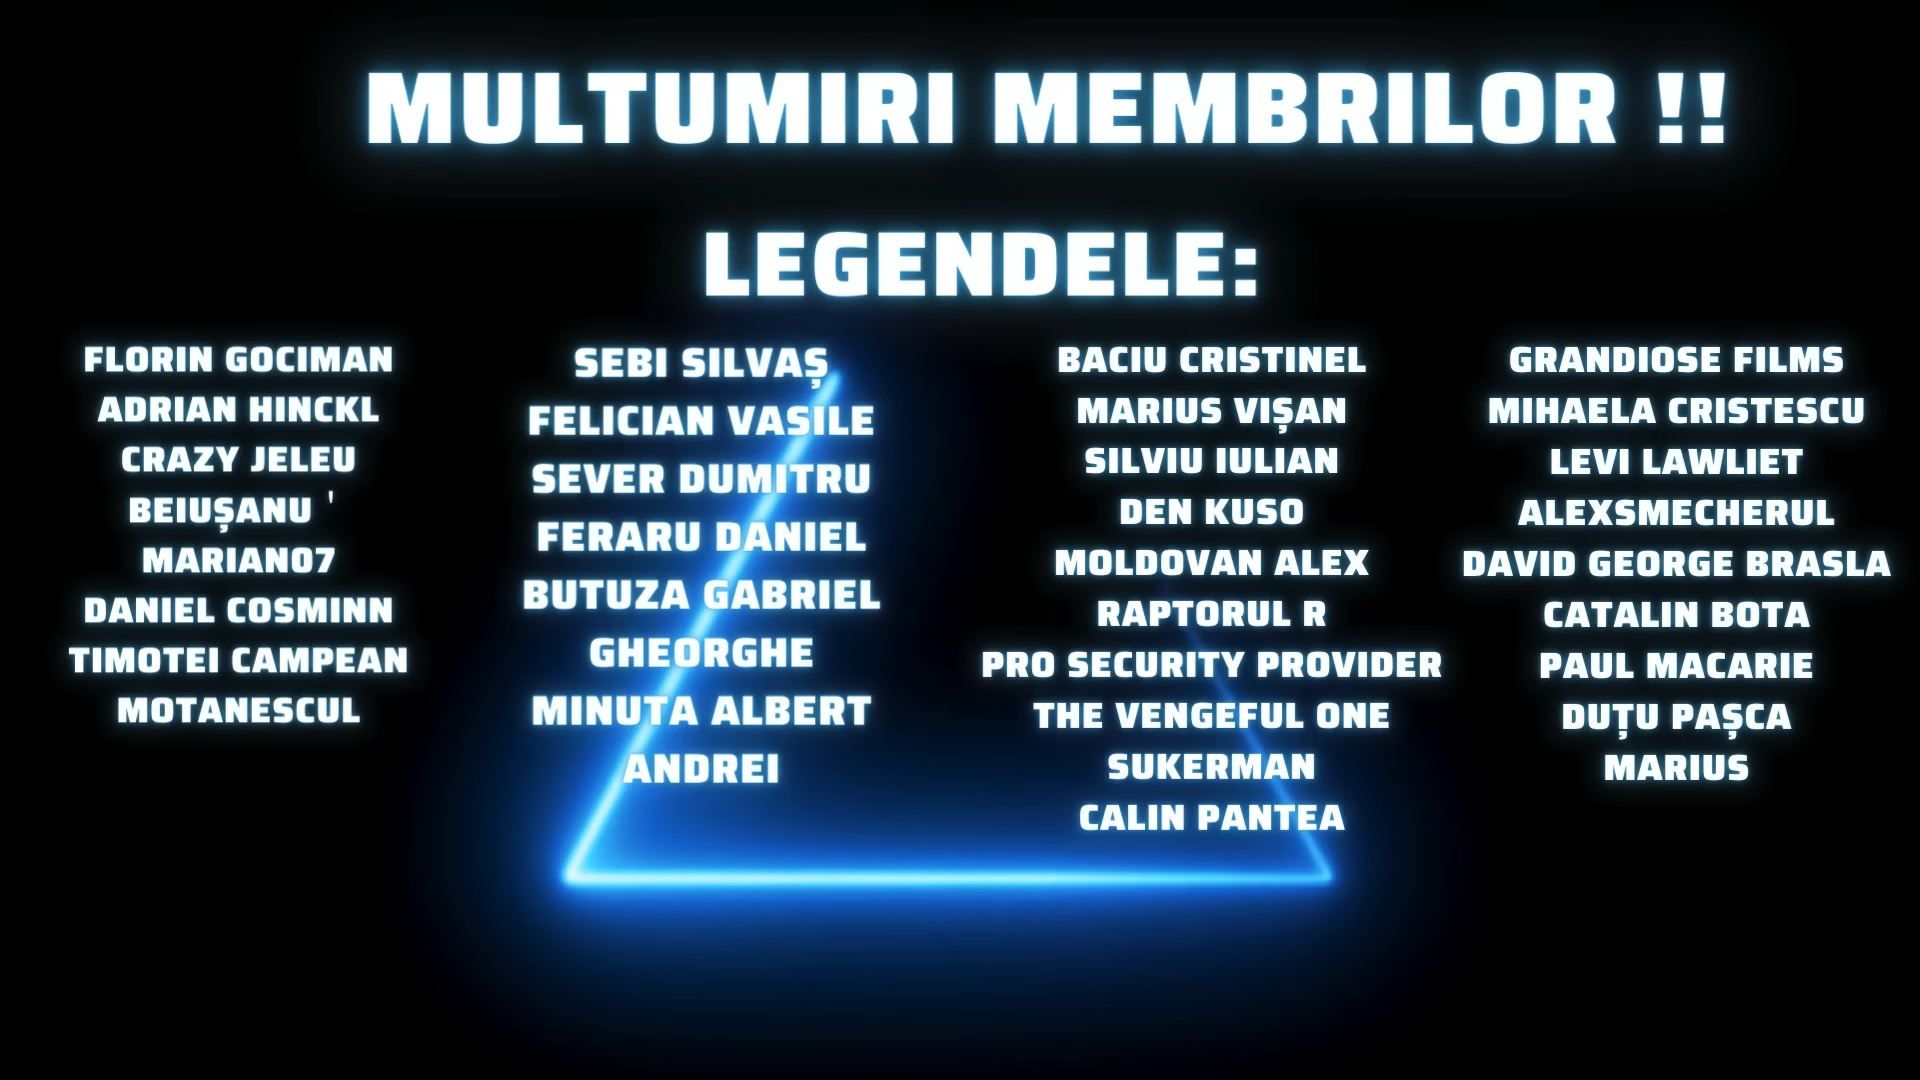 MULTUMIRI MEMBRILOR !!
LEGENDELE:
FLORIN GOCIMAN
ADRIAN HINCKL
CRAZY JELEU
BEIUȘANU '
MARIAN07
DANIEL COSMINN
TIMOTEI CAMPEAN
MOTANESCUL
SEBI SILVAȘ
FELICIAN VASILE
SEVER DUMITRU
FERARU DANIEL
BUTUZA GABRIEL
GHEORGHE
MINUTA ALBERT
ANDREI
BACIU CRISTINEL
MARIUS VIȘAN
SILVIU IULIAN
DEN KUSO
MOLDOVAN ALEX
RAPTORUL R
PRO SECURITY PROVIDER
THE VENGEFUL ONE
SUKERMAN
CALIN PANTEA
GRANDIOSE FILMS
MIHAELA CRISTESCU
LEVI LAWLIET
ALEXSMECHERUL
DAVID GEORGE BRASLA
CATALIN BOTA
PAUL MACARIE
DUȚU PAȘCA
MARIUS